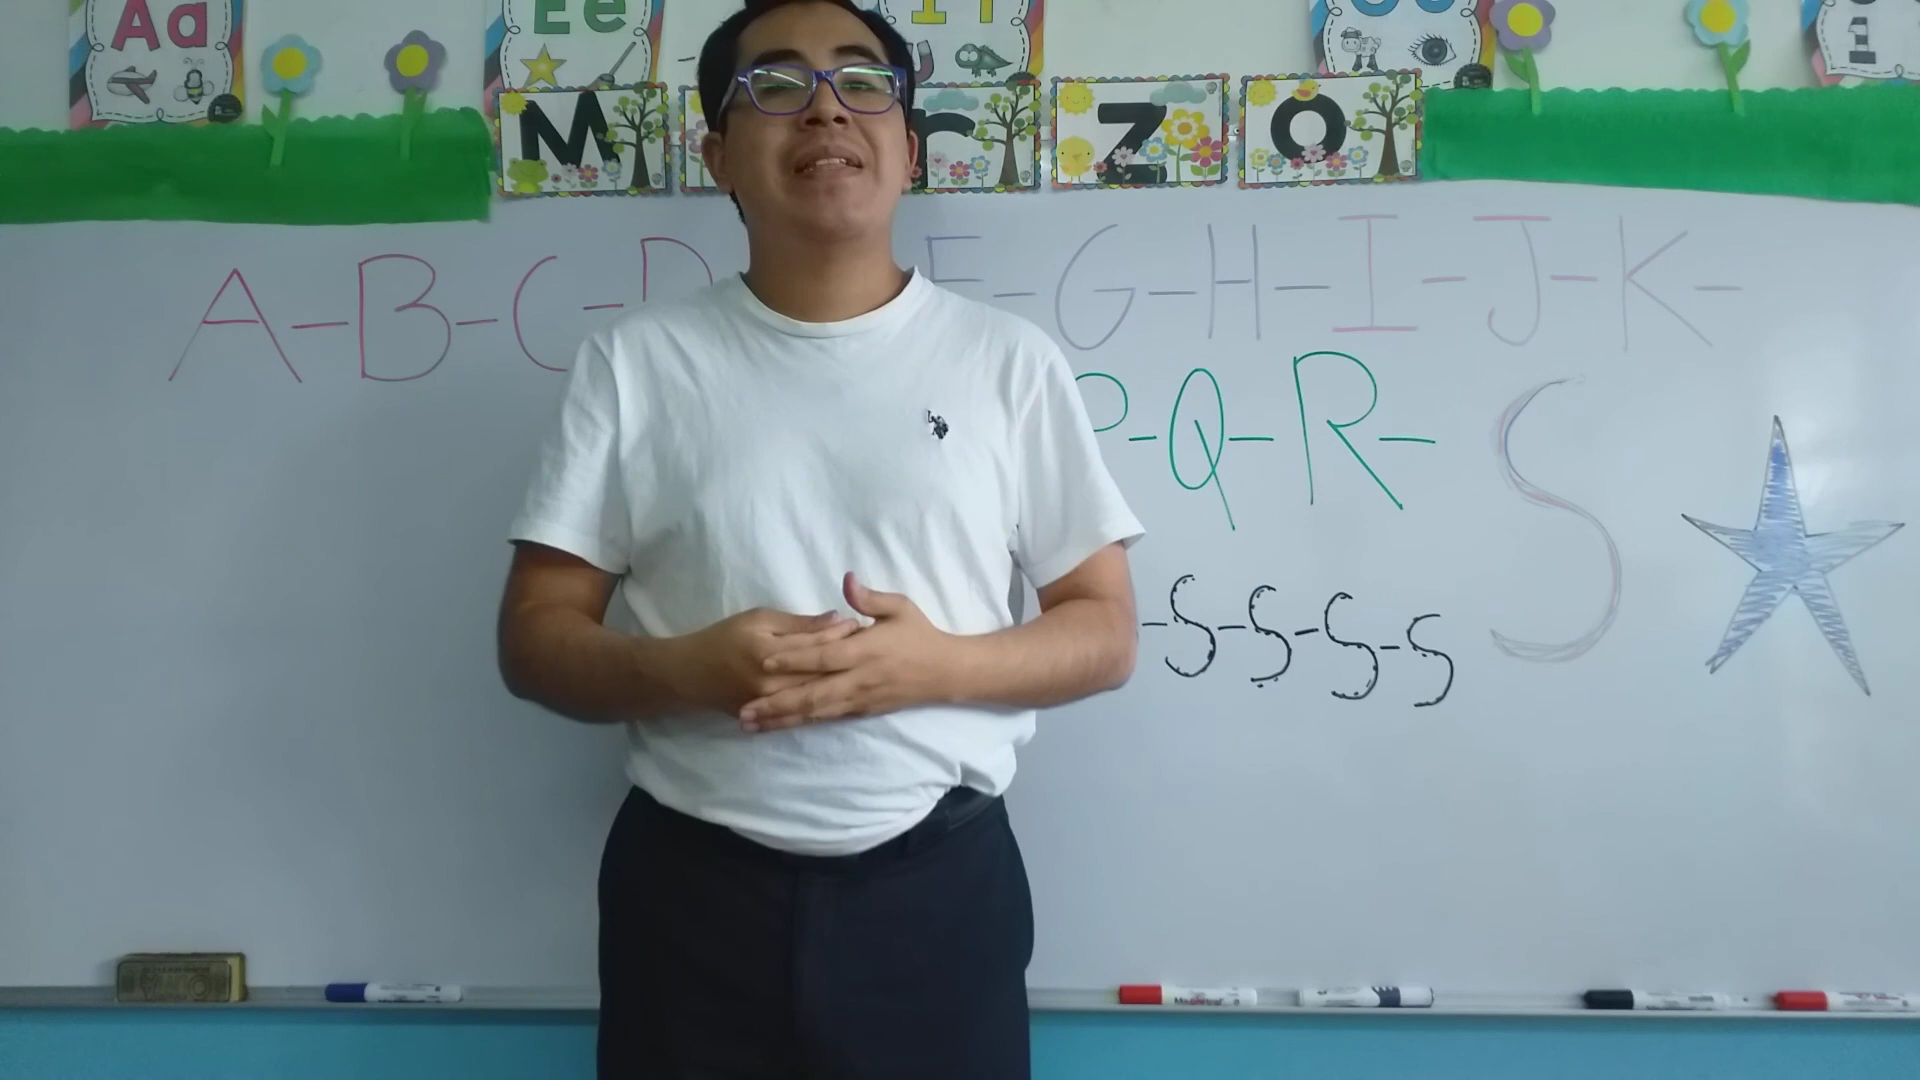 Aa Ee
M r z o
A-B-C-D F-G-H-I-J-K-
P-Q-R- S
-S-S-S-S